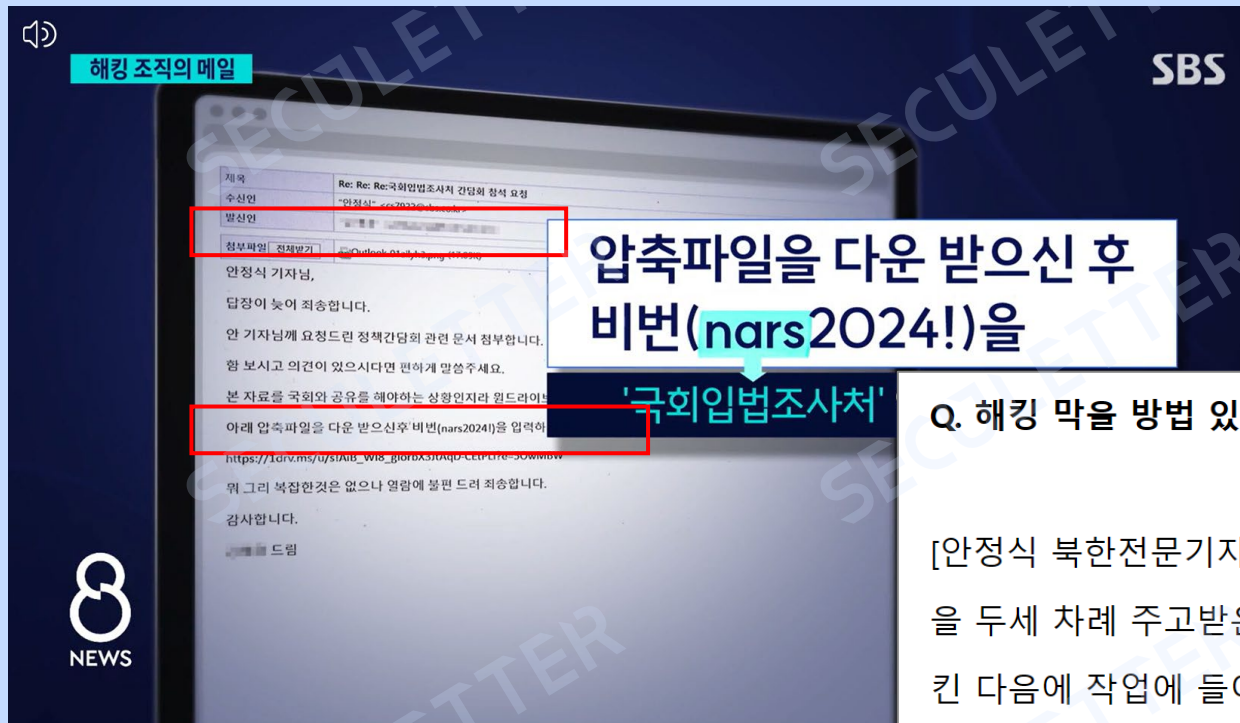 해킹 조직의 메일
SBS
SECULETTER
SECULETTER
제목 Re: Re: Re:국회입법조사처 간담회 참석 요청
수신인 "안정식"
발신인
첨부파일 전체받기
안정식 기자님,
답장이 늦어 죄송합니다.
안 기자님께 요청드린 정책간담회 관련 문서 첨부합니다.
함 보시고 의견이 있으시다면 편하게 말씀주세요.
본 자료를 국회와 공유를 해야하는 상황인지라 원드라이브
아래 압축파일을 다운 받으신후 비번(nars2024!)을 입력하
뭐 그리 복잡한것은 없으나 열람에 불편 드려 죄송합니다.
감사합니다.
드림
압축파일을 다운 받으신 후
비번(nars2024!)을
'국회입법조사처'
Q. 해킹 막을 방법 있
[안정식 북한전문기자
을 두세 차례 주고받은
킨 다음에 작업에 들어
8
NEWS